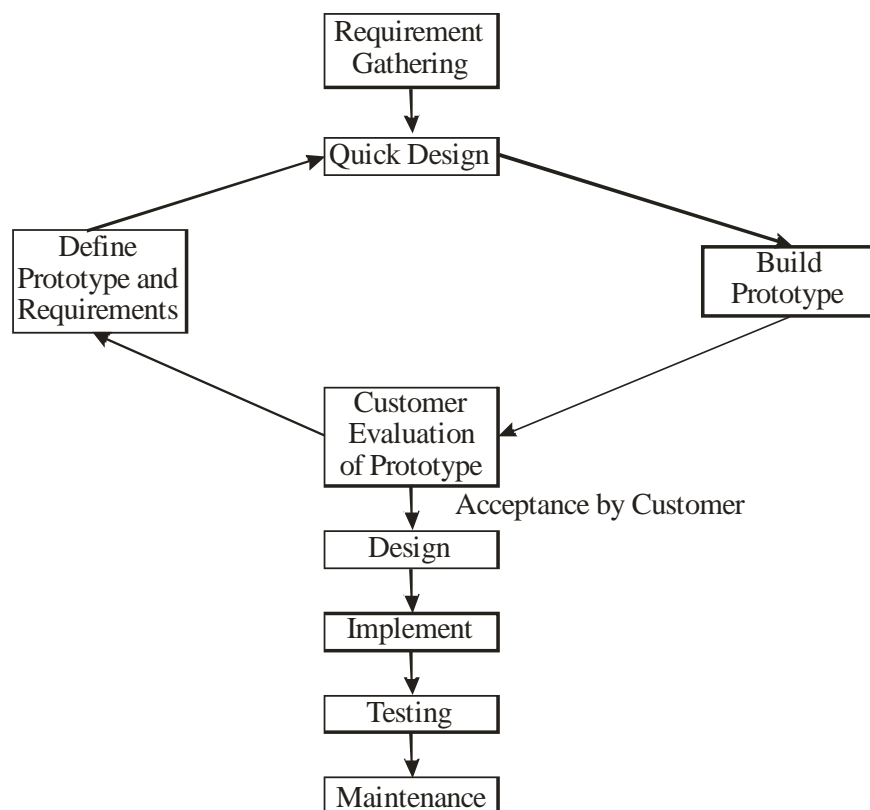 Requirement
Gathering
Quick Design
Define
Prototype and
Requirements
Build
Prototype
Customer
Evaluation
of Prototype
Acceptance by Customer
Design
Implement
Testing
Maintenance